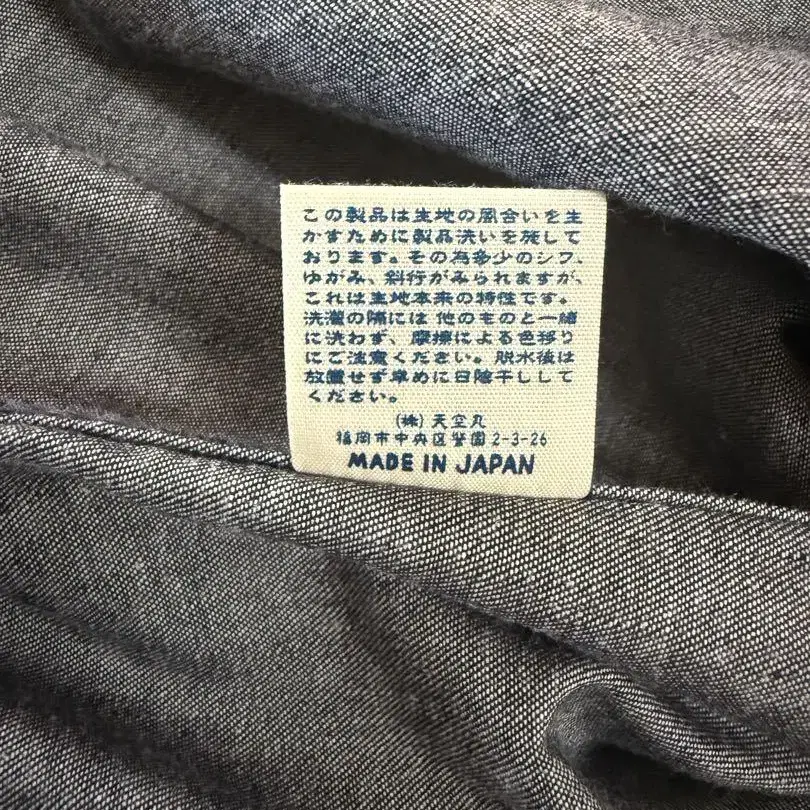 この製品は生地の風合いを生
かすために製品洗いを施して
おります。その為多少のシワ、
ゆがみ、斜行がみられますが、
これは生地本来の特性です。
洗濯の際には他のものと一緒
に洗わず、摩擦による色移り
にご注意ください。脱水後は
放置せず早めに日陰干しして
ください。
(株)天空丸
福岡市中央区警固2-3-26
MADE IN JAPAN